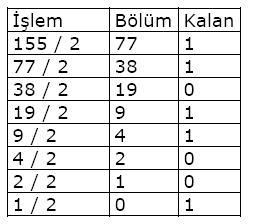 İşlem Bölüm Kalan
155 / 2 77 1
77 / 2 38 1
38 / 2 19 0
19 / 2 9 1
9 / 2 4 1
4 / 2 2 0
2 / 2 1 0
1 / 2 0 1